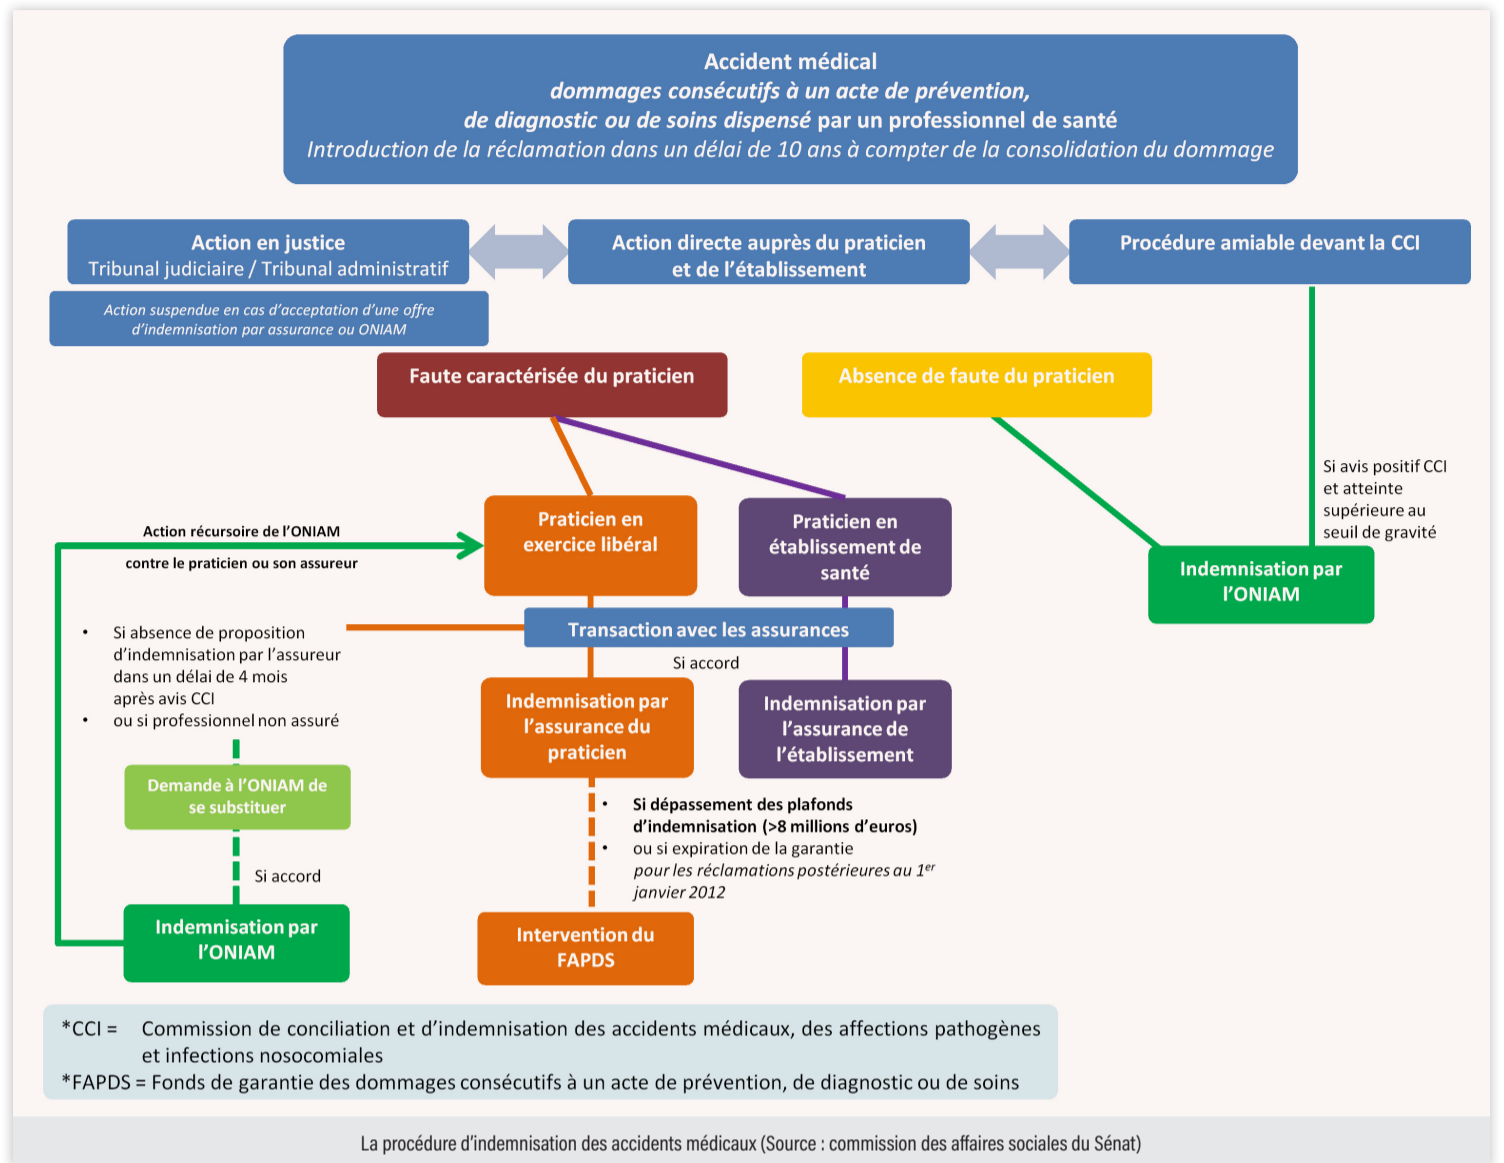 Accident médical
dommages consécutifs à un acte de prévention,
de diagnostic ou de soins dispensé par un professionnel de santé
Introduction de la réclamation dans un délai de 10 ans à compter de la consolidation du dommage
Action en justice
Tribunal judiciaire / Tribunal administratif
Action directe auprès du praticien
et de l'établissement
Procédure amiable devant la CCI
Action suspendue en cas d'acceptation d'une offre
d'indemnisation par assurance ou ONIAM
Faute caractérisée du praticien
Absence de faute du praticien
Si avis positif CCI
et atteinte
supérieure au
seuil de gravité
Action récursoire de l'ONIAM
contre le praticien ou son assureur
Praticien en
exercice libéral
Praticien en
établissement de
santé
Indemnisation par
l'ONIAM
Transaction avec les assurances
Si accord
• Si absence de proposition
d'indemnisation par l'assureur
dans un délai de 4 mois
après avis CCI
• ou si professionnel non assuré
Indemnisation par
l'assurance du
praticien
Indemnisation par
l'assurance de
l'établissement
Demande à l'ONIAM de
se substituer
Si accord
• Si dépassement des plafonds
d'indemnisation (>8 millions d'euros)
• ou si expiration de la garantie
pour les réclamations postérieures au 1er
janvier 2012
Indemnisation par
l'ONIAM
Intervention du
FAPDS
*CCI = Commission de conciliation et d'indemnisation des accidents médicaux, des affections pathogènes
et infections nosocomiales
*FAPDS = Fonds de garantie des dommages consécutifs à un acte de prévention, de diagnostic ou de soins
La procédure d'indemnisation des accidents médicaux (Source : commission des affaires sociales du Sénat)